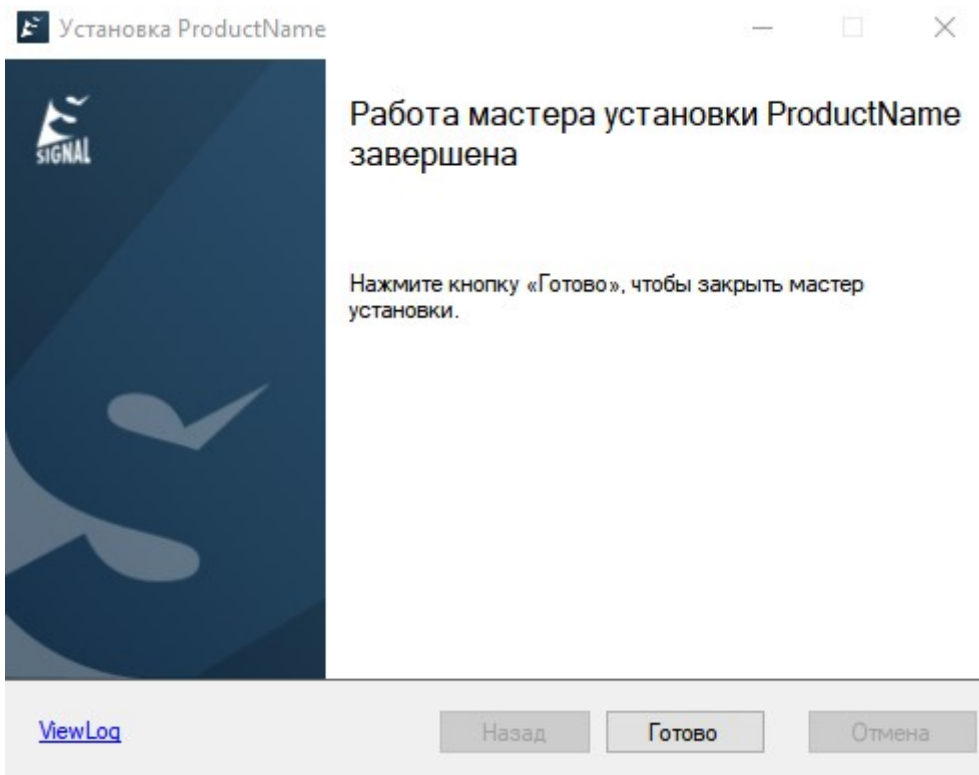 Установка ProductName
SIGNAL
Работа мастера установки ProductName
завершена
Нажмите кнопку «Готово», чтобы закрыть мастер
установки.
ViewLog
Назад
Готово
Отмена